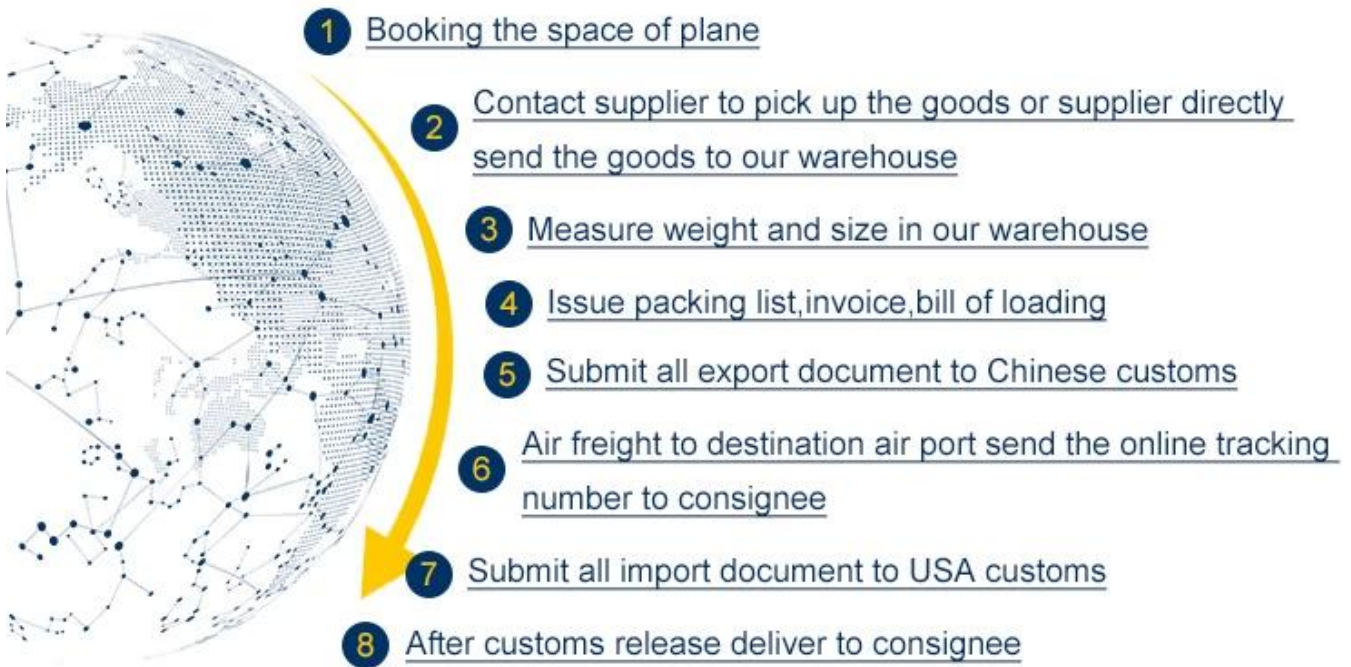 1 Booking the space of plane
2 Contact supplier to pick up the goods or supplier directly
send the goods to our warehouse
3 Measure weight and size in our warehouse
4 Issue packing list,invoice,bill of loading
5 Submit all export document to Chinese customs
6 Air freight to destination air port send the online tracking
number to consignee
7 Submit all import document to USA customs
8 After customs release deliver to consignee